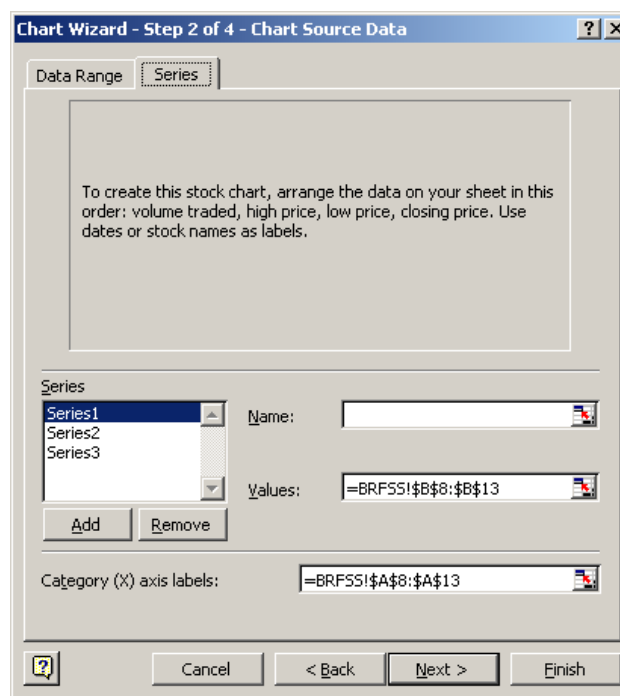 Chart Wizard - Step 2 of 4 - Chart Source Data
Data Range Series
To create this stock chart, arrange the data on your sheet in this
order: volume traded, high price, low price, closing price. Use
dates or stock names as labels.
Series
Series1
Series2
Series3
Name:
Values: =BRFSS!$B$8:$B$13
Add Remove
Category (X) axis labels: =BRFSS!$A$8:$A$13
Cancel < Back Next > Finish